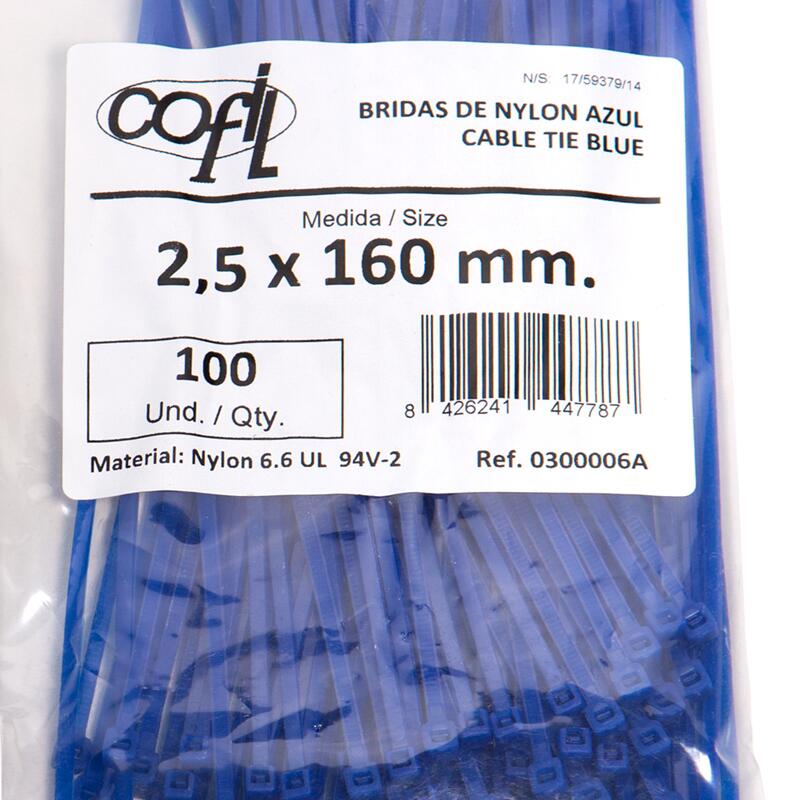 cofil
N/S: 17/59379/14
BRIDAS DE NYLON AZUL
CABLE TIE BLUE
Medida / Size
2,5 x 160 mm.
100
Und. / Qty.
8 426241 447787
Material: Nylon 6.6 UL 94V-2
Ref. 0300006A